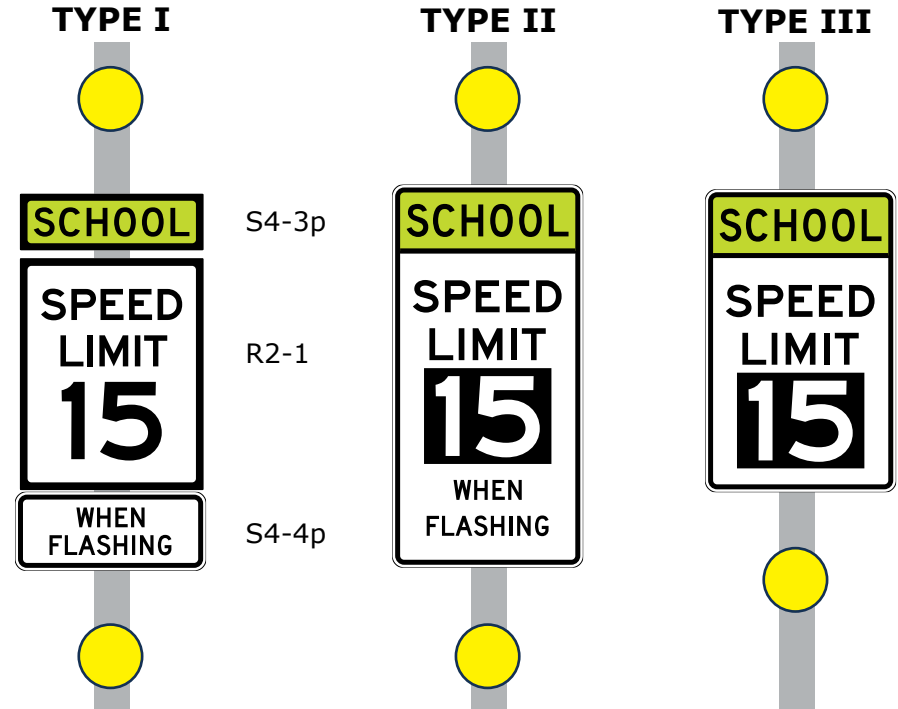 TYPE I
SCHOOL
SPEED
LIMIT
15
WHEN
FLASHING
S4-3p
R2-1
S4-4p
TYPE II
SCHOOL
SPEED
LIMIT
15
WHEN
FLASHING
TYPE III
SCHOOL
SPEED
LIMIT
15